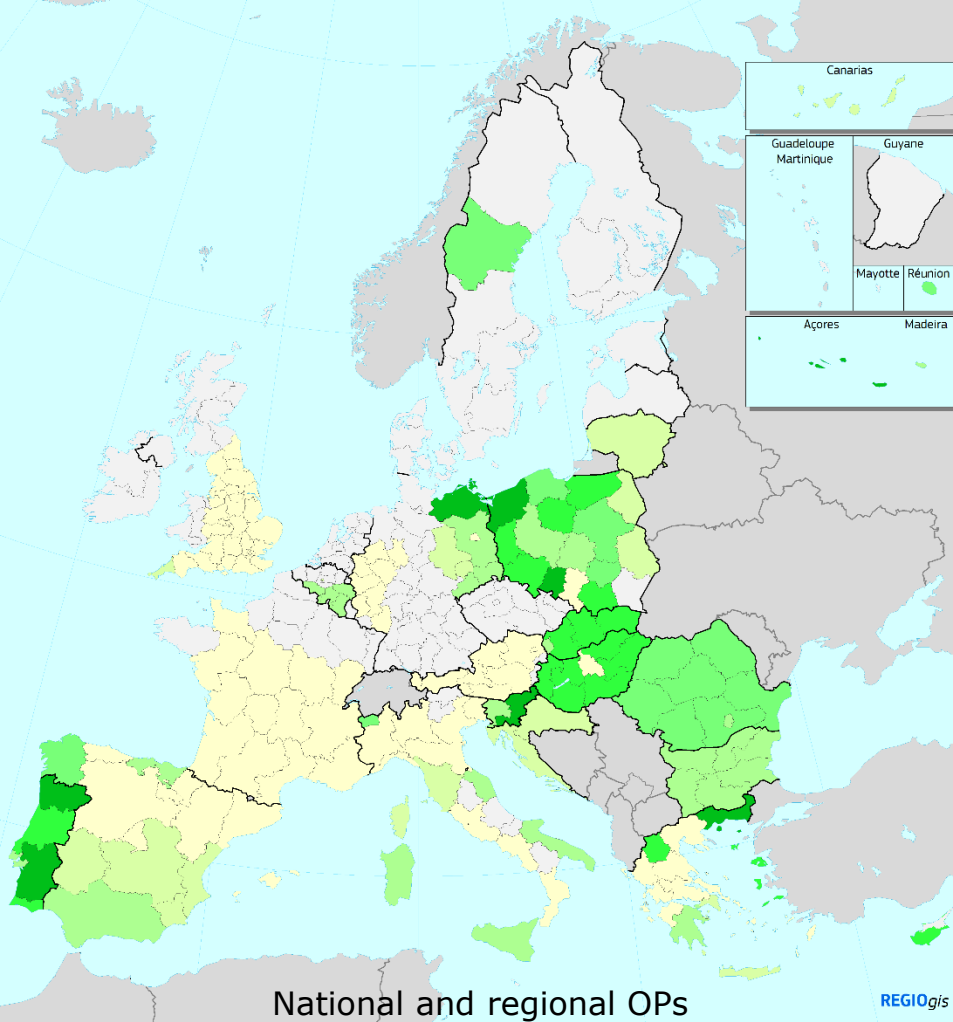 Canarias
Guadeloupe
Martinique
Guyane
Mayotte
Réunion
Açores
Madeira
National and regional OPs
REGIOgis